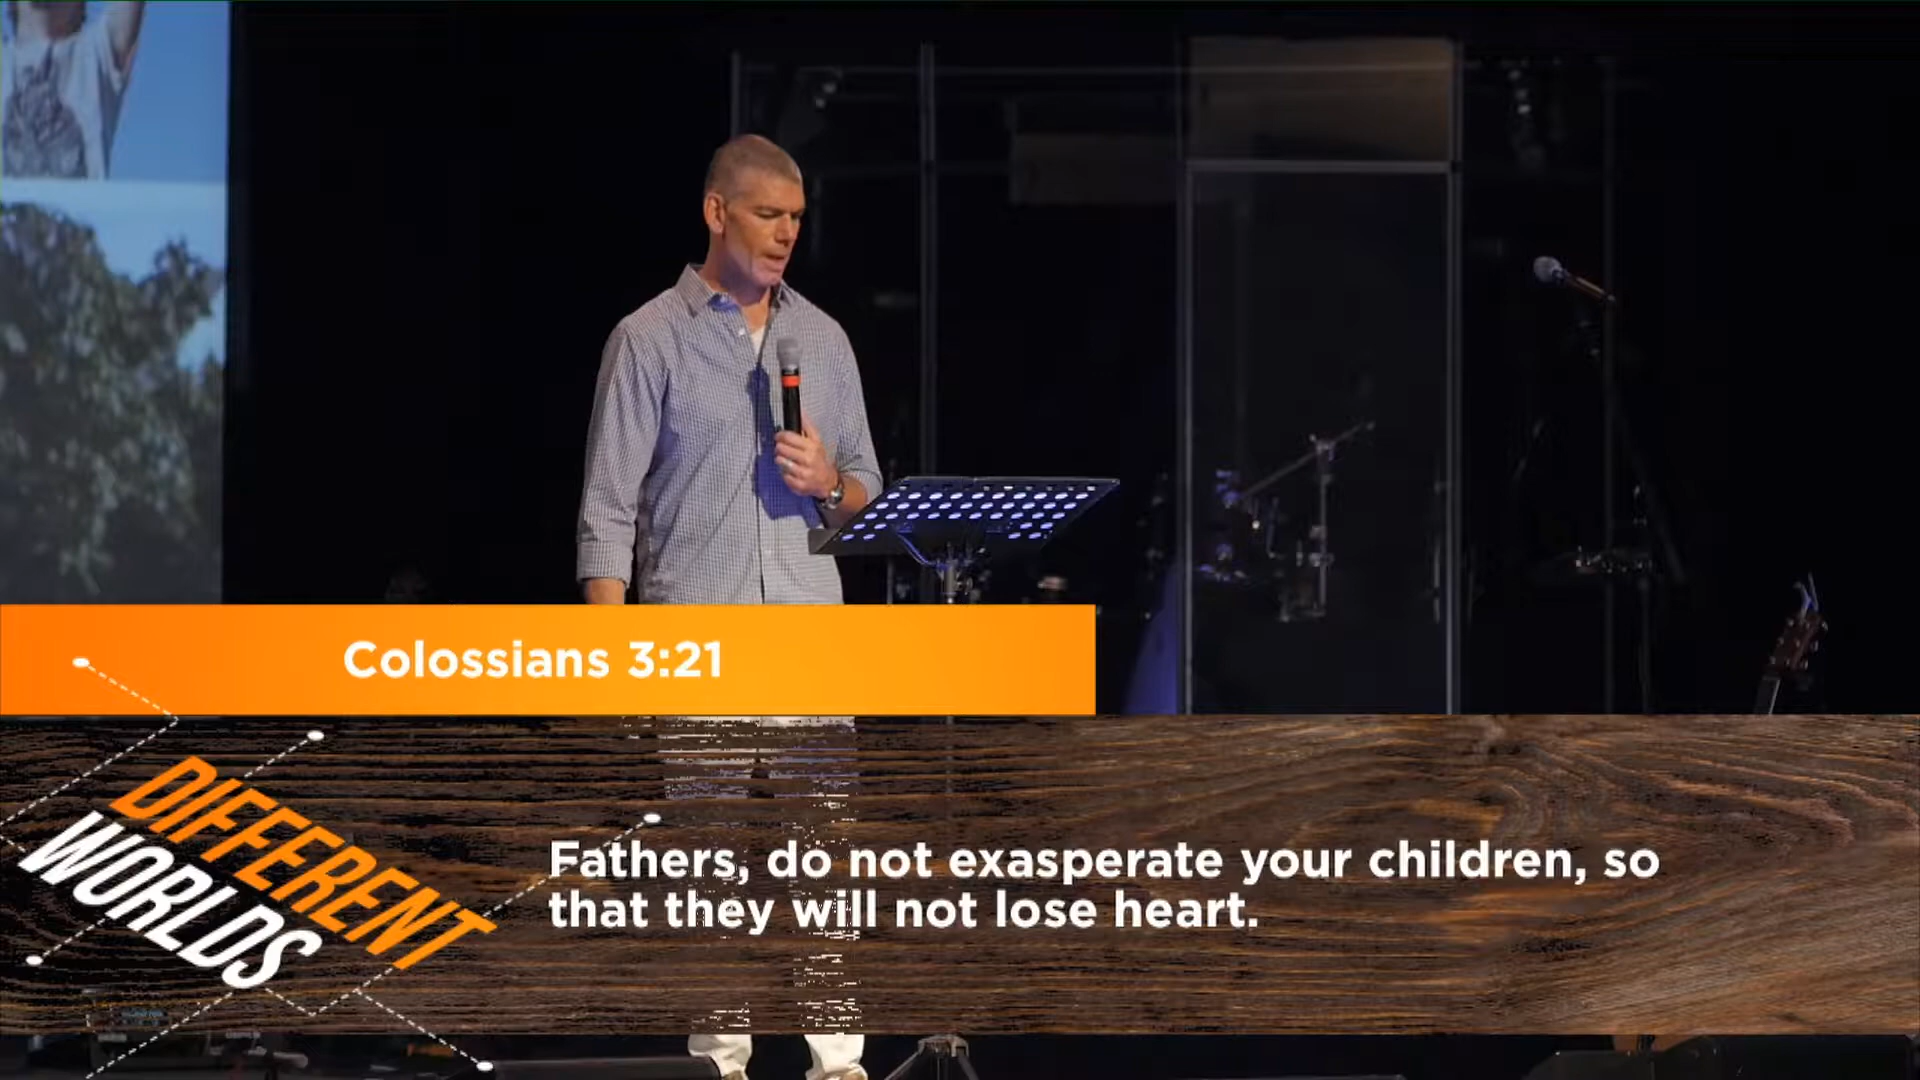 Colossians 3:21
DIFFERENT
WORLDS
Fathers, do not exasperate your children, so
that they will not lose heart.